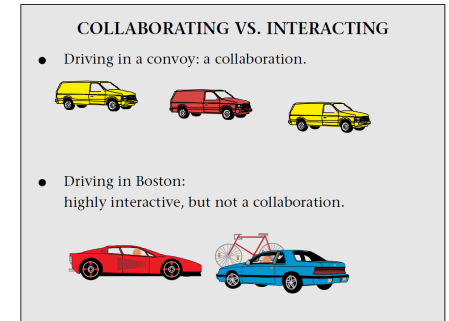 COLLABORATING VS. INTERACTING
● Driving in a convoy: a collaboration.
● Driving in Boston:
highly interactive, but not a collaboration.